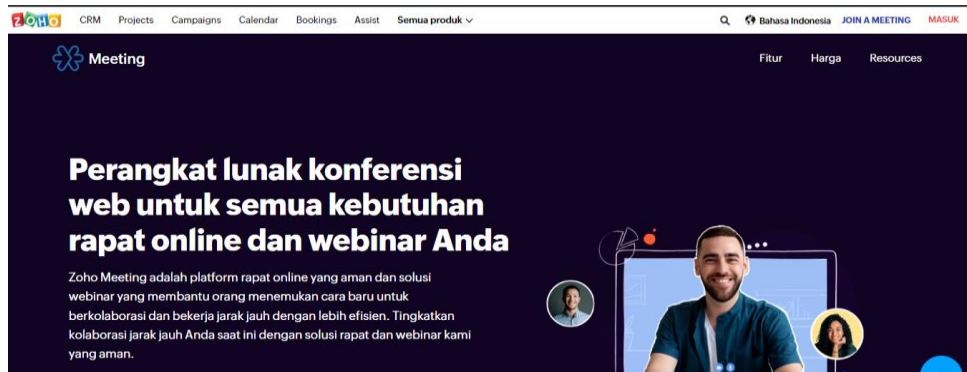 ZOHO CRM Projects Campaigns Calendar Bookings Assist Semua produk Bahasa Indonesia JOIN A MEETING MASUK
Meeting Fitur Harga Resources
Perangkat lunak konferensi
web untuk semua kebutuhan
rapat online dan webinar Anda
Zoho Meeting adalah platform rapat online yang aman dan solusi
webinar yang membantu orang menemukan cara baru untuk
berkolaborasi dan bekerja jarak jauh dengan lebih efisien. Tingkatkan
kolaborasi jarak jauh Anda saat ini dengan solusi rapat dan webinar kami
yang aman.